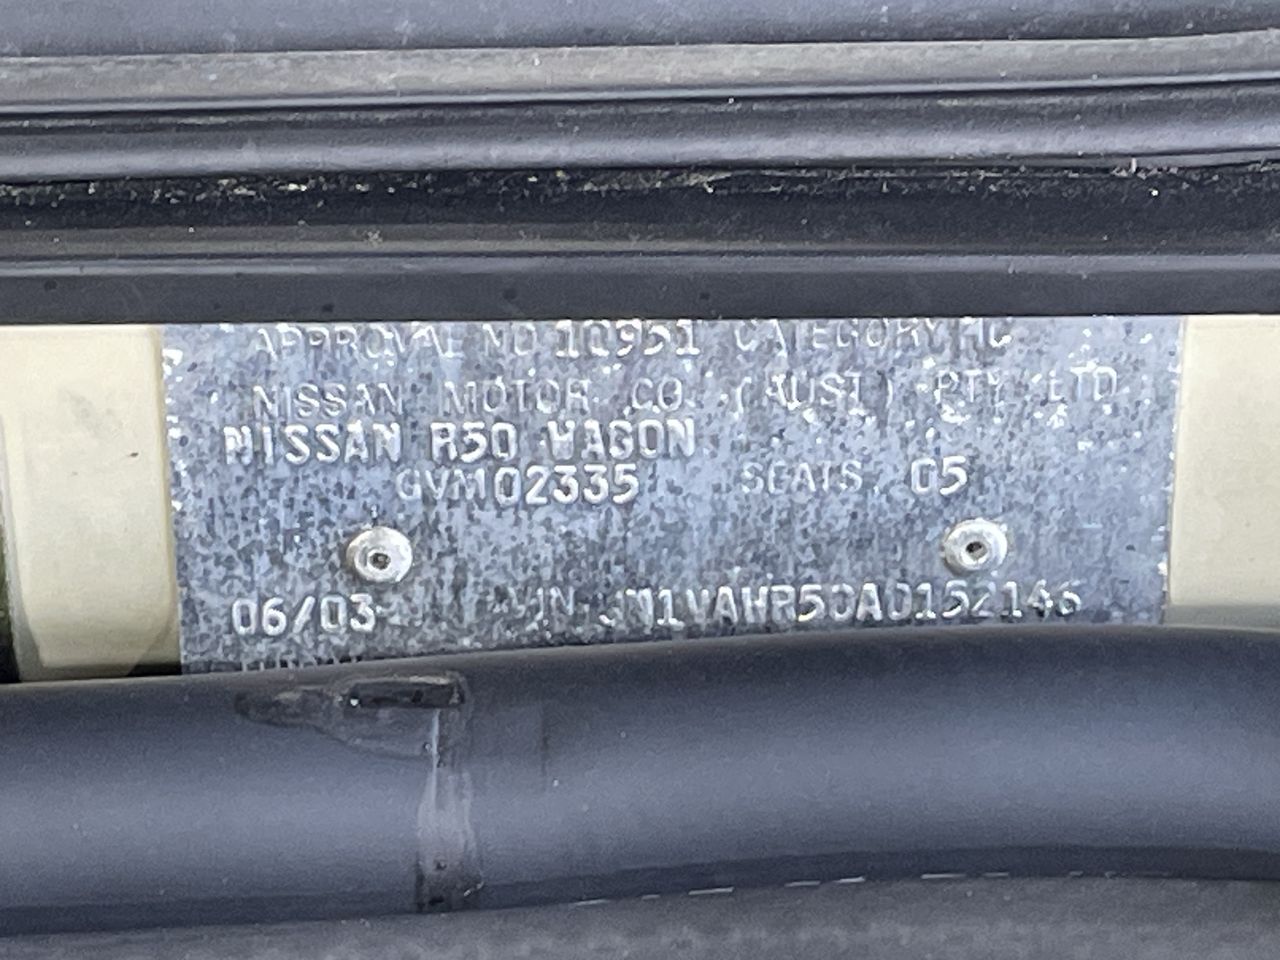 APPROVAL NO 10951 CATEGORY MC
NISSAN MOTOR CO. (AUST) PTY LTD
NISSAN R50 WAGON
GVM02335 SEATS 05
06/03 VIN JN1VAHR50A0152146